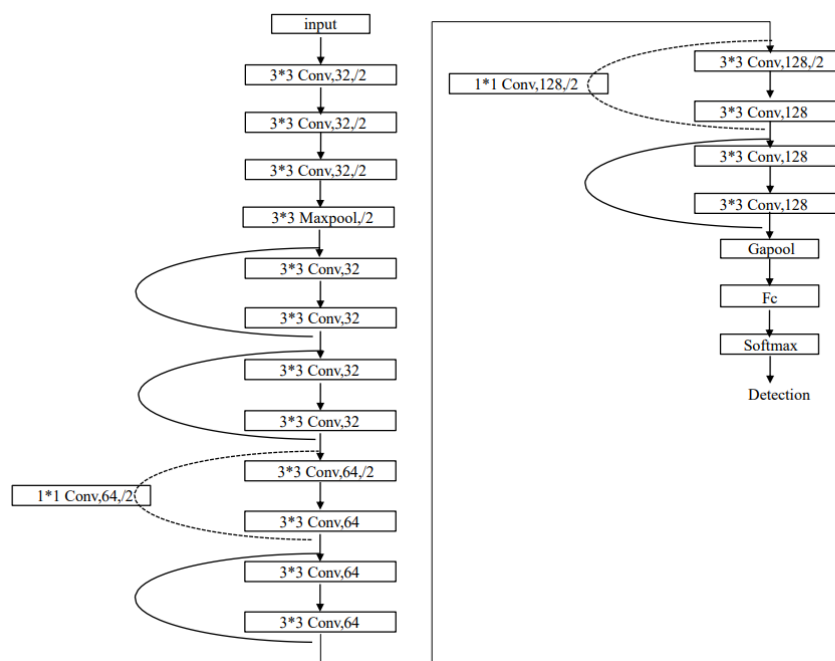 input
3*3 Conv,32,/2
3*3 Conv,32,/2
3*3 Conv,32,/2
3*3 Maxpool,/2
3*3 Conv,32
3*3 Conv,32
3*3 Conv,32
3*3 Conv,32
3*3 Conv,64,/2
1*1 Conv,64,/2
3*3 Conv,64
3*3 Conv,64
3*3 Conv,64
3*3 Conv,128,/2
1*1 Conv,128,/2
3*3 Conv,128
3*3 Conv,128
3*3 Conv,128
Gapool
Fc
Softmax
Detection